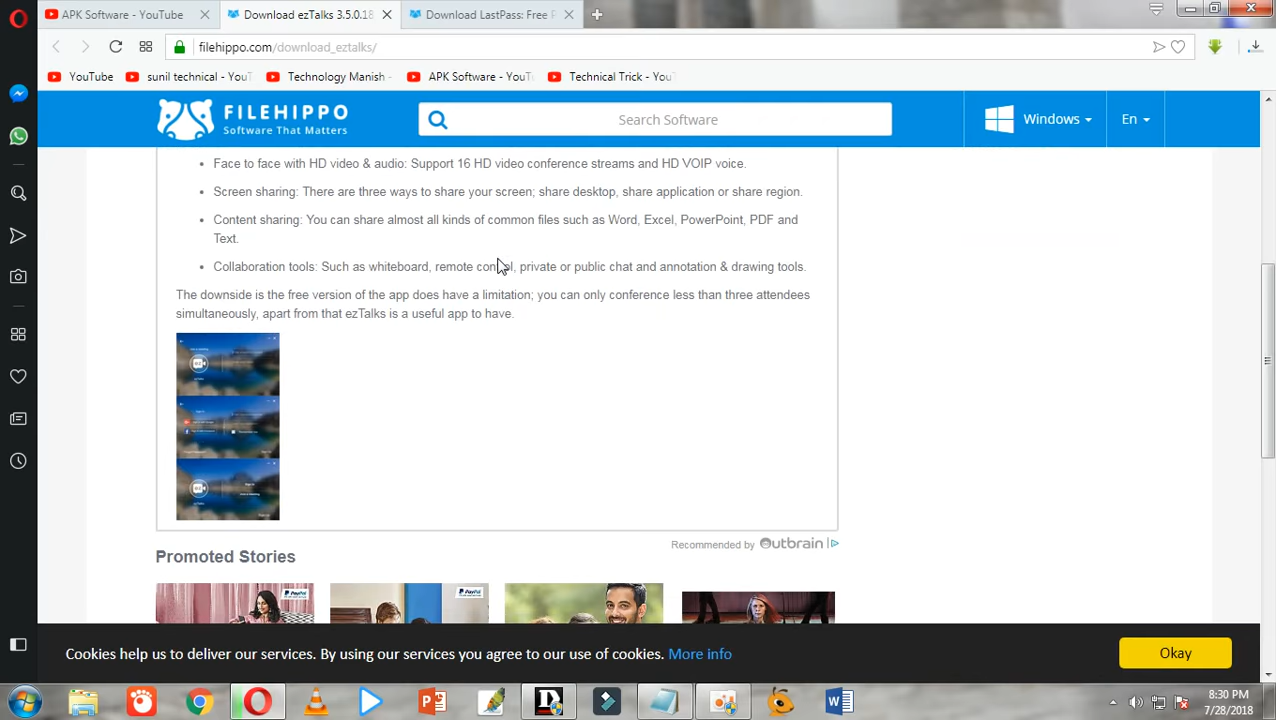 APK Software - YouTube
Download ezTalks 3.5.0.18
Download LastPass: Free P
filehippo.com/download_eztalks/
YouTube
sunil technical - YouT
Technology Manish -
APK Software - YouTu
Technical Trick - You
FILEHIPPO
Software That Matters
Search Software
Windows
En
Face to face with HD video & audio: Support 16 HD video conference streams and HD VOIP voice.
Screen sharing: There are three ways to share your screen; share desktop, share application or share region.
Content sharing: You can share almost all kinds of common files such as Word, Excel, PowerPoint, PDF and
Text.
Collaboration tools: Such as whiteboard, remote control, private or public chat and annotation & drawing tools.
The downside is the free version of the app does have a limitation; you can only conference less than three attendees
simultaneously, apart from that ezTalks is a useful app to have.
Recommended by Outbrain
Promoted Stories
PayPal
PayPal
Cookies help us to deliver our services. By using our services you agree to our use of cookies. More info
Okay
8:30 PM
7/28/2018